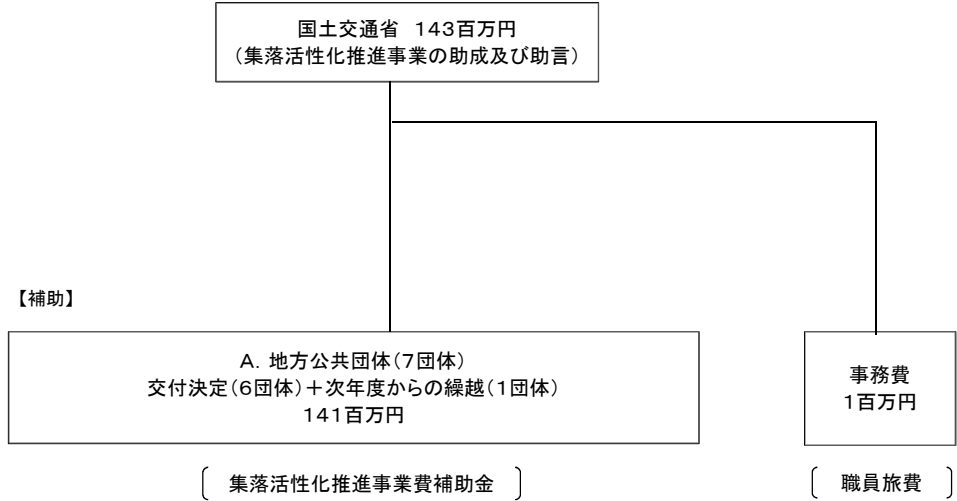 国土交通省　143百万円
（集落活性化推進事業の助成及び助言）
【補助】
A．地方公共団体（7団体）
交付決定（6団体）＋次年度からの繰越（1団体）
141百万円
事務費
1百万円
〔　集落活性化推進事業費補助金　〕
〔　職員旅費　〕